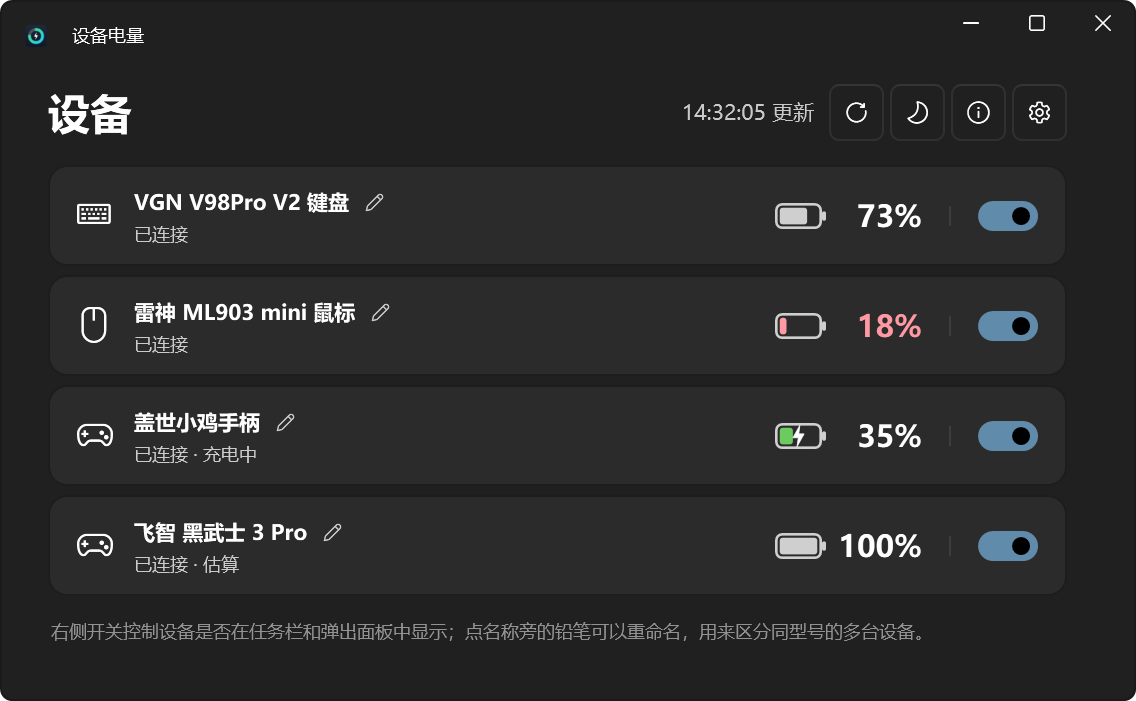 设备电量
设备
14:32:05 更新
VGN V98Pro V2 键盘
已连接
73%
雷神 ML903 mini 鼠标
已连接
18%
盖世小鸡手柄
已连接 · 充电中
35%
飞智 黑武士 3 Pro
已连接 · 估算
100%
右侧开关控制设备是否在任务栏和弹出面板中显示；点名称旁的铅笔可以重命名，用来区分同型号的多台设备。